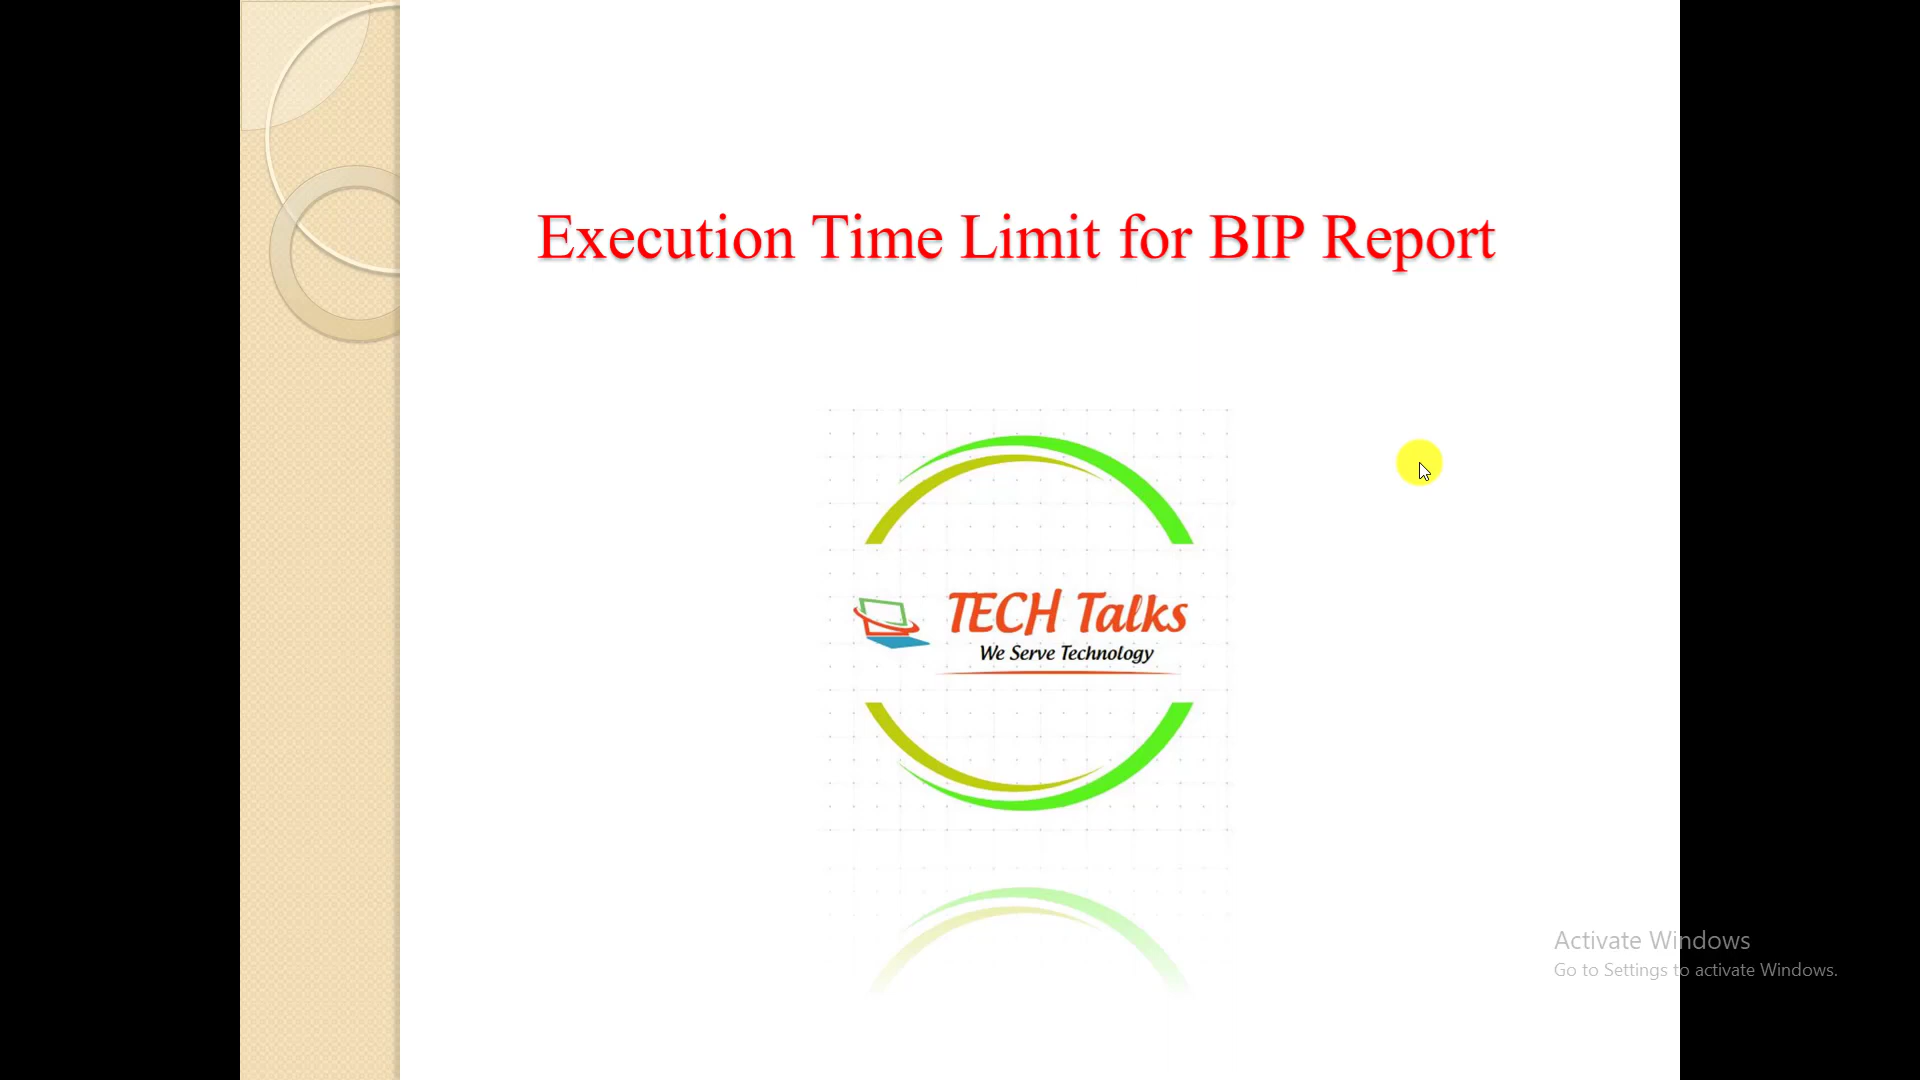 Execution Time Limit for BIP Report
TECH Talks
We Serve Technology
Activate Windows
Go to Settings to activate Windows.